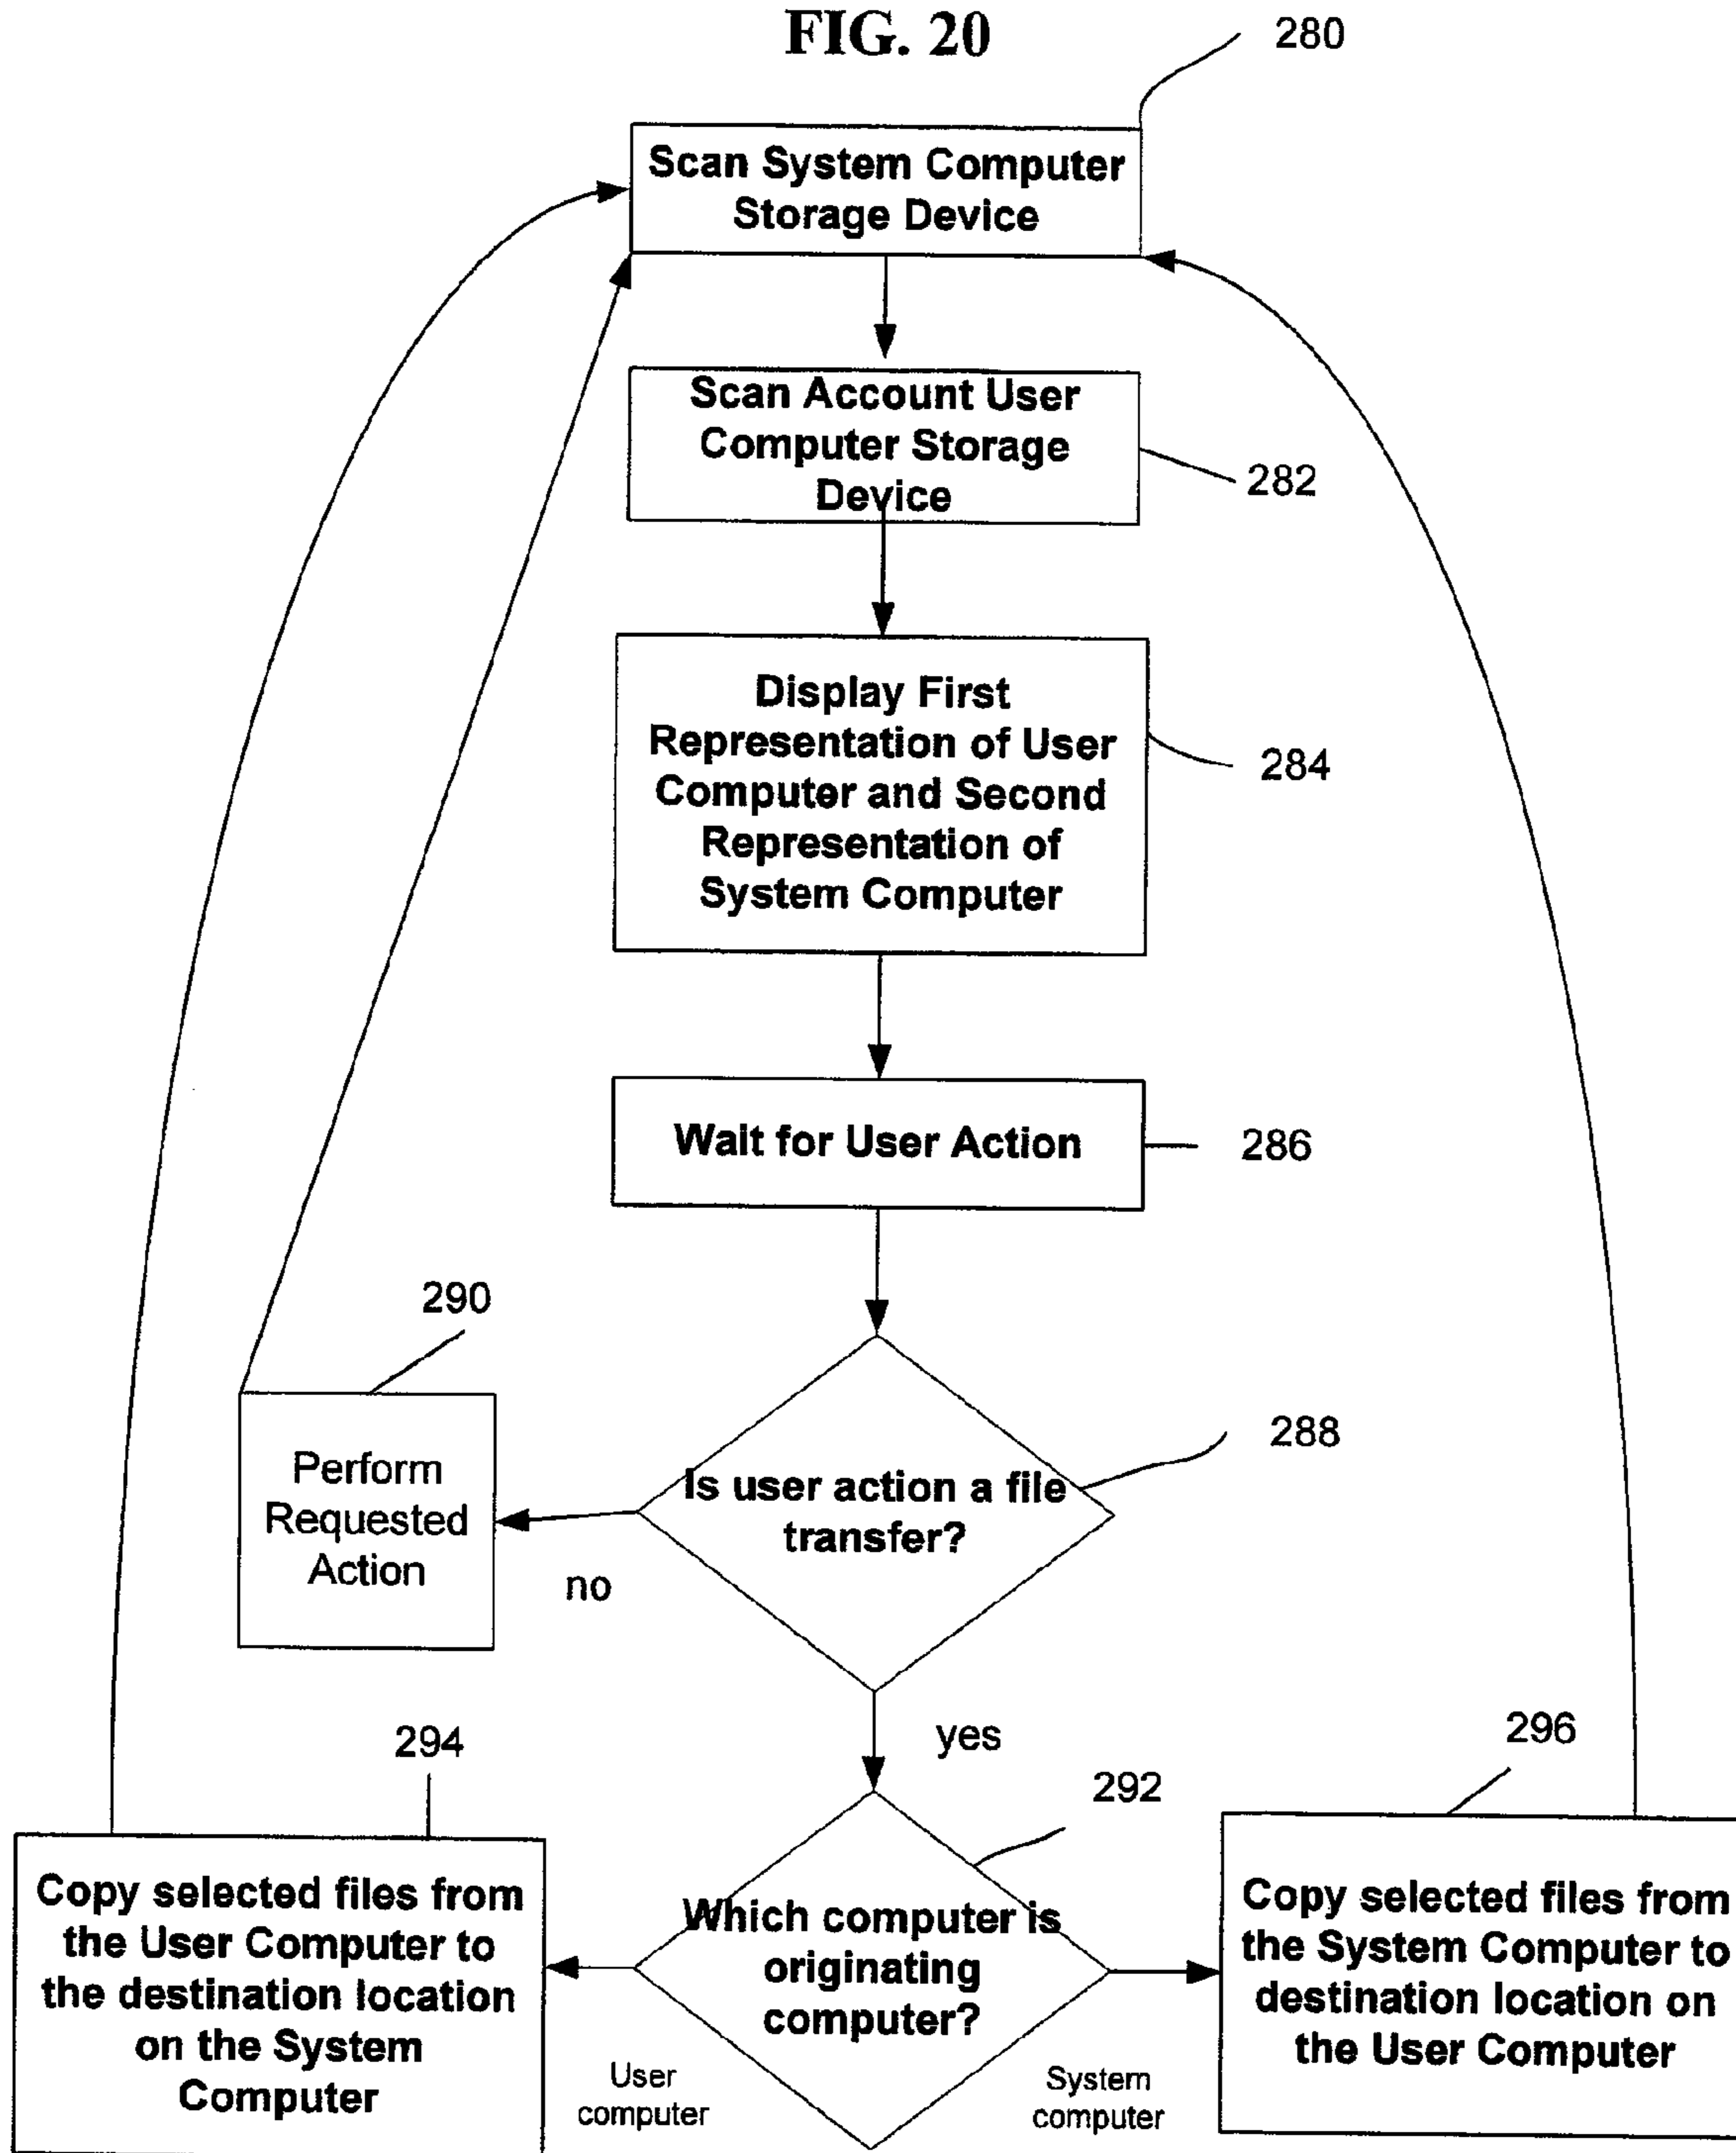 FIG. 20
280
Scan System Computer
Storage Device
Scan Account User
Computer Storage
Device
282
Display First
Representation of User
Computer and Second
Representation of
System Computer
284
Wait for User Action
286
290
288
Perform
Requested
Action
Is user action a file
transfer?
no
yes
294
292
296
Copy selected files from
the User Computer to
the destination location
on the System
Computer
Which computer is
originating
computer?
User
computer
System
computer
Copy selected files from
the System Computer to
destination location on
the User Computer